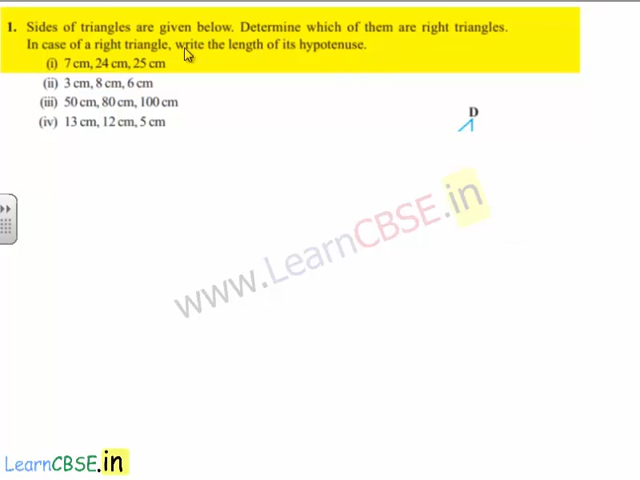 1. Sides of triangles are given below. Determine which of them are right triangles.
In case of a right triangle, write the length of its hypotenuse.
(i) 7 cm, 24 cm, 25 cm
(ii) 3 cm, 8 cm, 6 cm
(iii) 50 cm, 80 cm, 100 cm
(iv) 13 cm, 12 cm, 5 cm
D
www.LearnCBSE.in
LearnCBSE.in